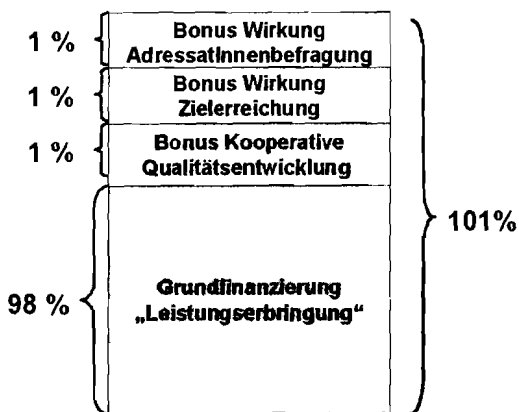 1 %
Bonus Wirkung
AdressatInnenbefragung
1 %
Bonus Wirkung
Zielerreichung
1 %
Bonus Kooperative
Qualitätsentwicklung
101%
98 %
Grundfinanzierung
„Leistungserbringung“